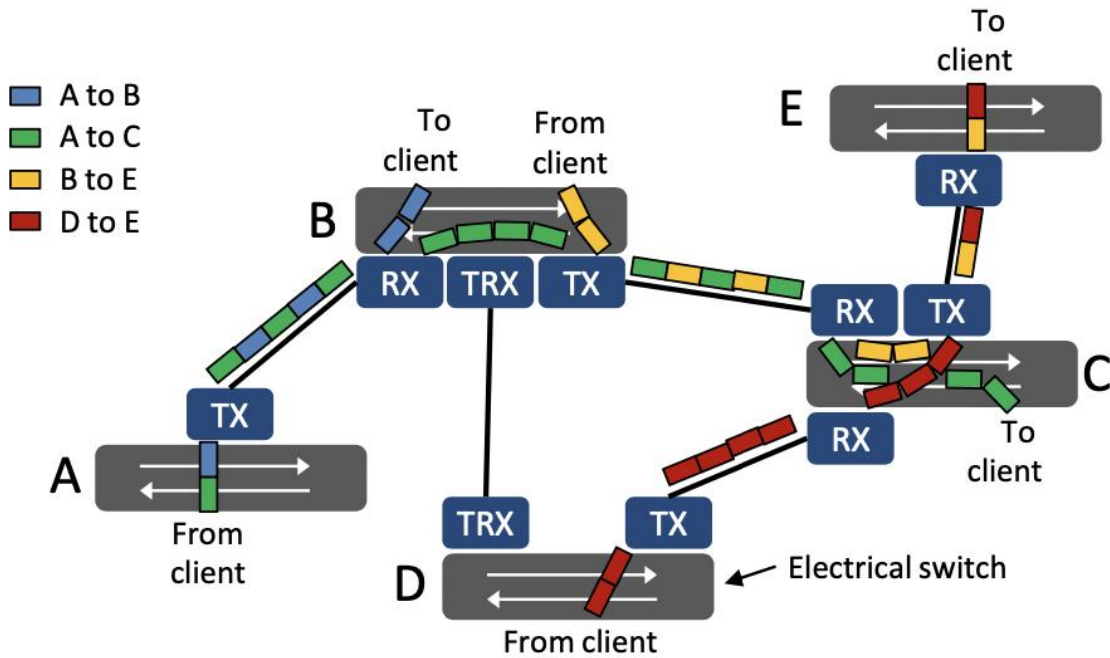 A to B
A to C
B to E
D to E
To
client
E
RX
To
client
From
client
B
RX
TRX
TX
RX
TX
C
To
client
RX
TX
A
From
client
TRX
TX
D
Electrical switch
From client